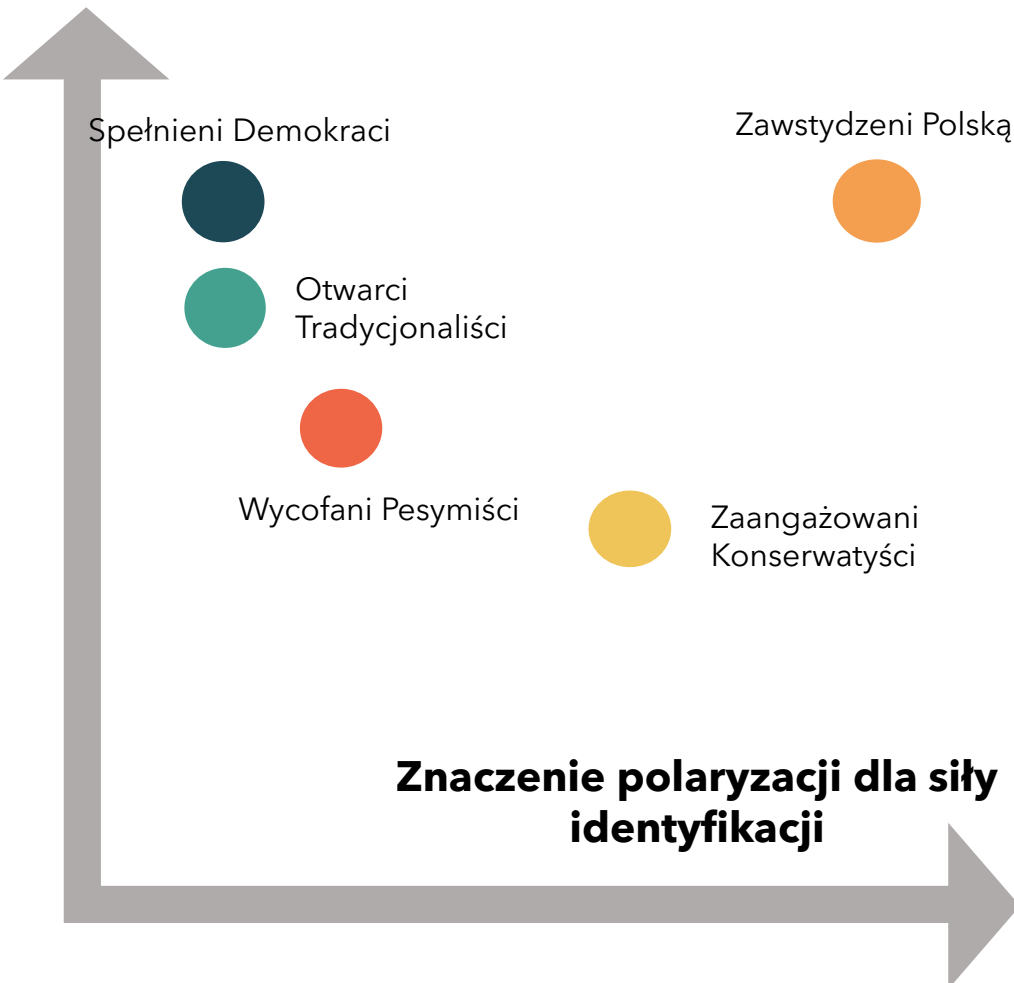 Spełnieni Demokraci
Zawstydzeni Polską
Otwarci
Tradycjonaliści
Wycofani Pesymiści
Zaangażowani
Konserwatyści
Znaczenie polaryzacji dla siły
identyfikacji